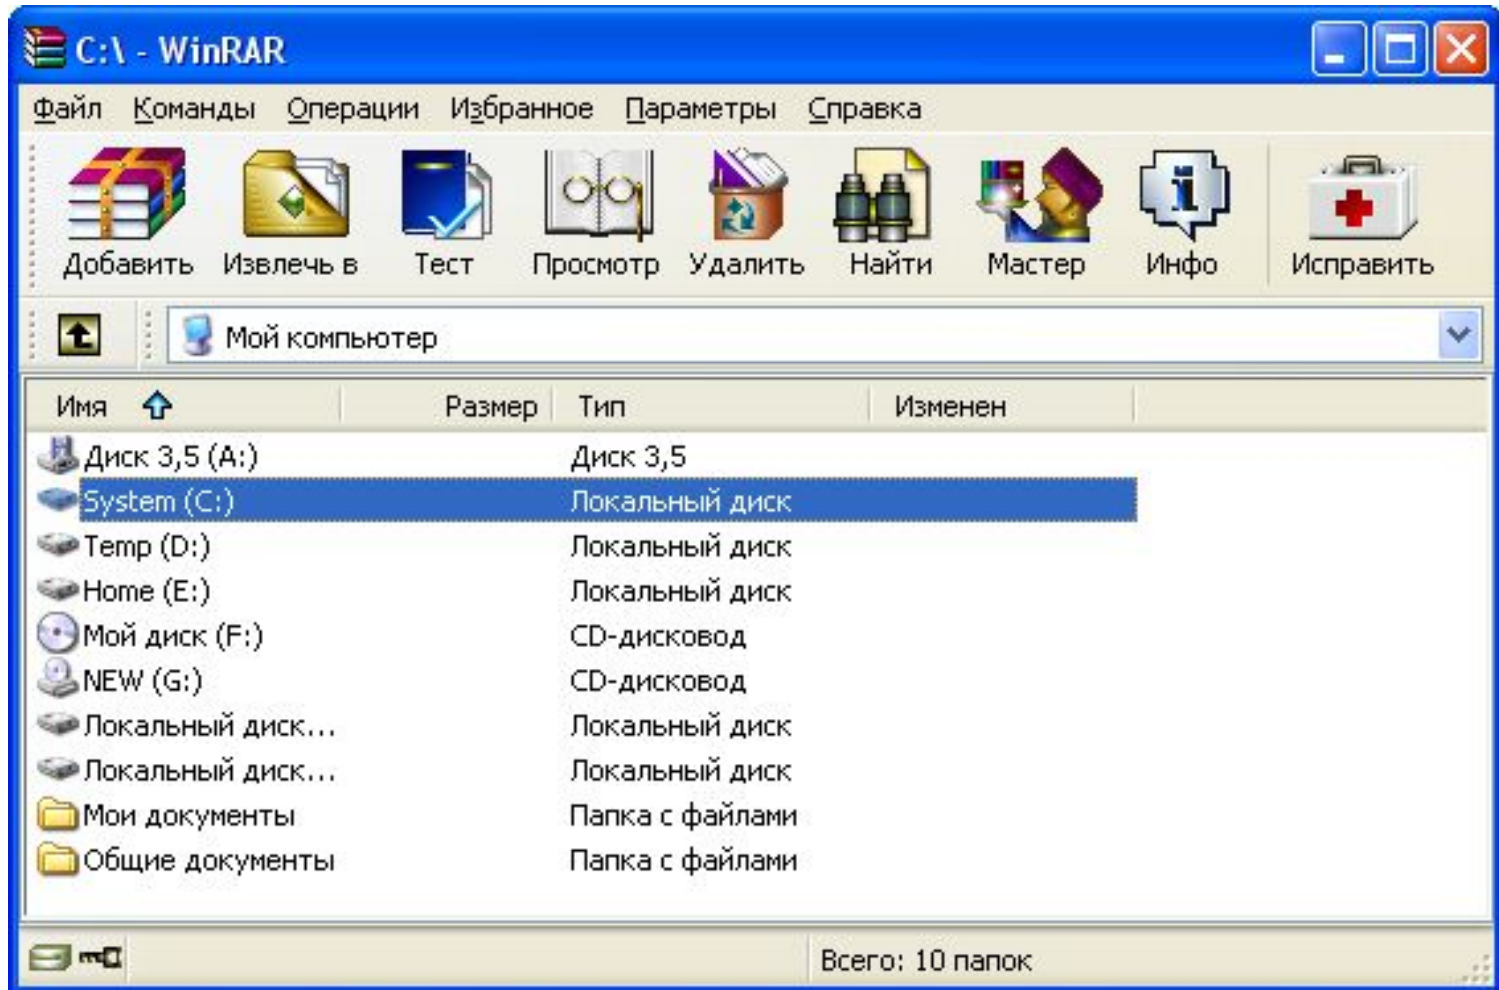 C:\ - WinRAR
Файл Команды Операции Избранное Параметры Справка
Добавить Извлечь в Тест Просмотр Удалить Найти Мастер Инфо Исправить
Мой компьютер
Имя Размер Тип Изменен
Диск 3,5 (A:) Диск 3,5
System (C:) Локальный диск
Temp (D:) Локальный диск
Home (E:) Локальный диск
Мой диск (F:) CD-дисковод
NEW (G:) CD-дисковод
Локальный диск... Локальный диск
Локальный диск... Локальный диск
Мои документы Папка с файлами
Общие документы Папка с файлами
Всего: 10 папок